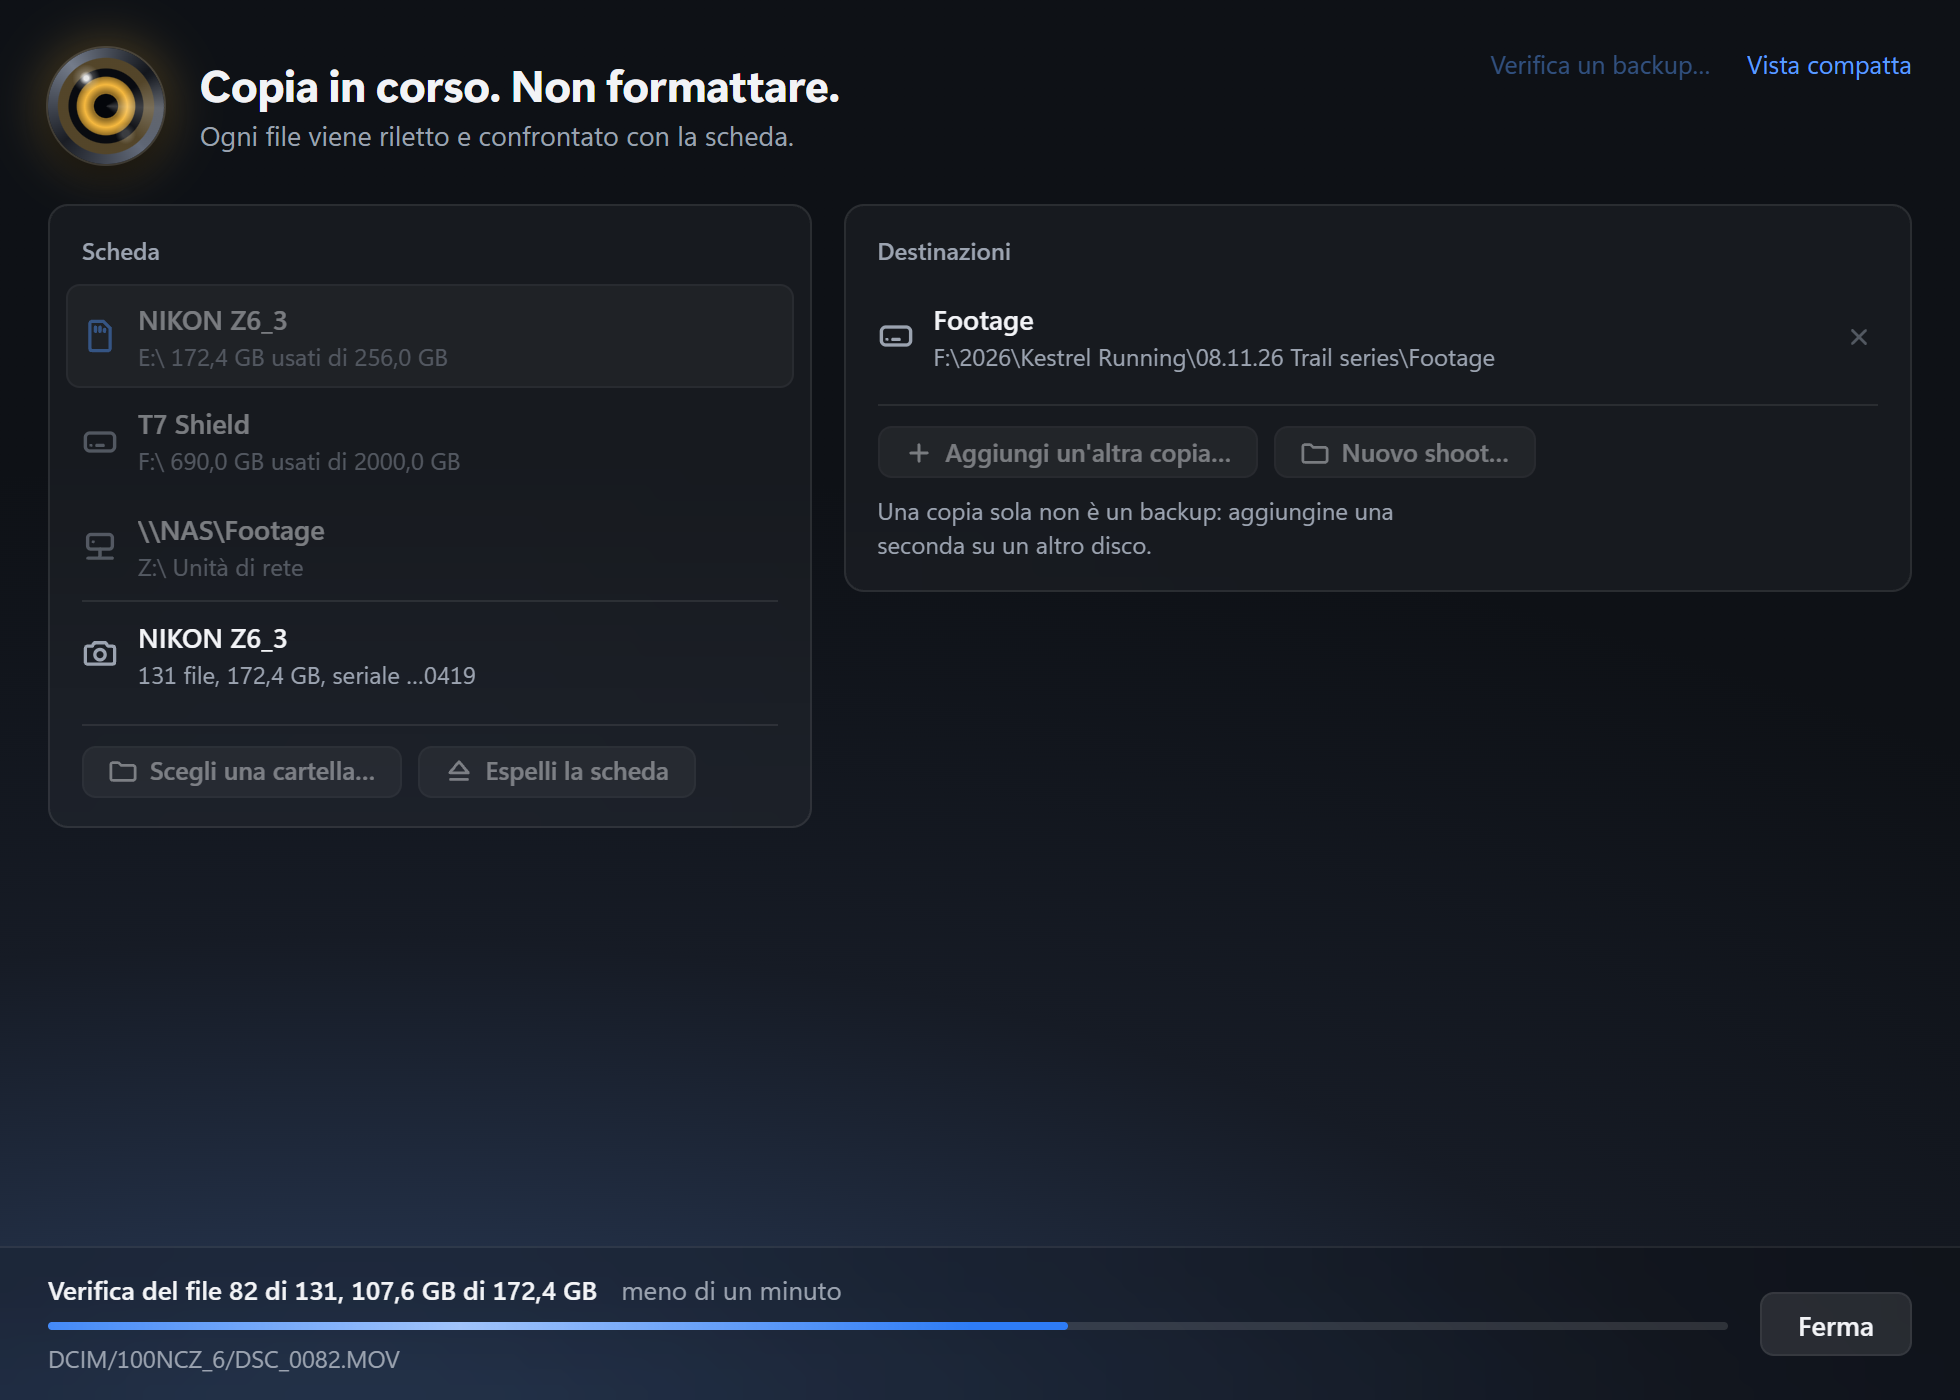 Copia in corso. Non formattare.
Ogni file viene riletto e confrontato con la scheda.
Verifica un backup...
Vista compatta
Scheda
NIKON Z6_3
E:\ 172,4 GB usati di 256,0 GB
T7 Shield
F:\ 690,0 GB usati di 2000,0 GB
\\NAS\Footage
Z:\ Unità di rete
NIKON Z6_3
131 file, 172,4 GB, seriale ...0419
Scegli una cartella...
Espelli la scheda
Destinazioni
Footage
F:\2026\Kestrel Running\08.11.26 Trail series\Footage
Aggiungi un'altra copia...
Nuovo shoot...
Una copia sola non è un backup: aggiungine una
seconda su un altro disco.
Verifica del file 82 di 131, 107,6 GB di 172,4 GB
meno di un minuto
DCIM/100NCZ_6/DSC_0082.MOV
Ferma